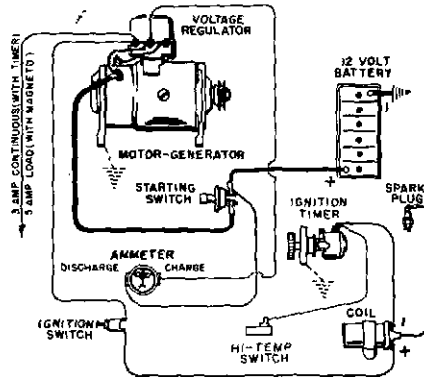 VOLTAGE
REGULATOR
12 VOLT
BATTERY
3 AMP CONTINUOUS (WITH TIMER)
5 AMP LOAD (WITH MAGNETO)
MOTOR-GENERATOR
STARTING
SWITCH
+
SPARK
PLUG
IGNITION
TIMER
AMMETER
DISCHARGE
CHARGE
IGNITION
SWITCH
HI-TEMP
SWITCH
COIL
-
+